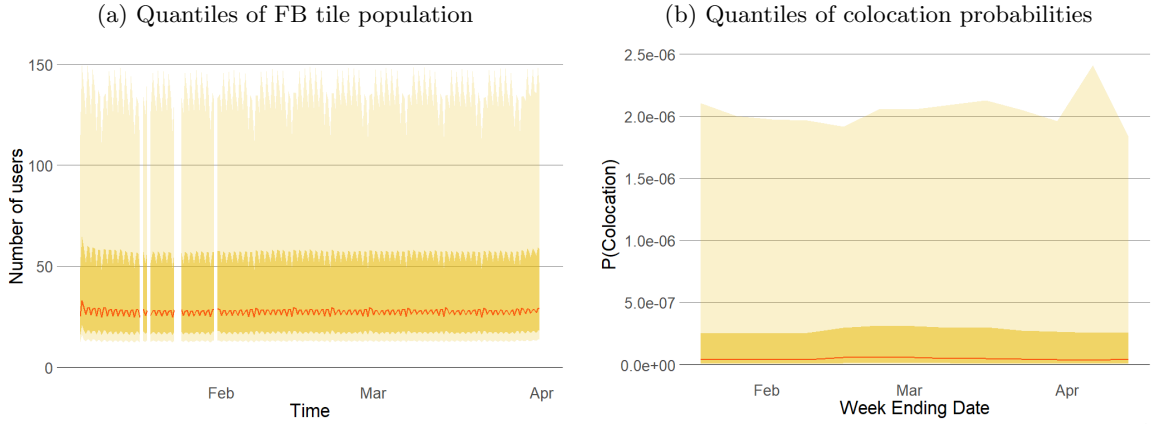 (a) Quantiles of FB tile population
150
100
50
0
Number of users
Feb Mar Apr
Time
(b) Quantiles of colocation probabilities
2.5e-06
2.0e-06
1.5e-06
1.0e-06
5.0e-07
0.0e+00
P(Colocation)
Feb Mar Apr
Week Ending Date